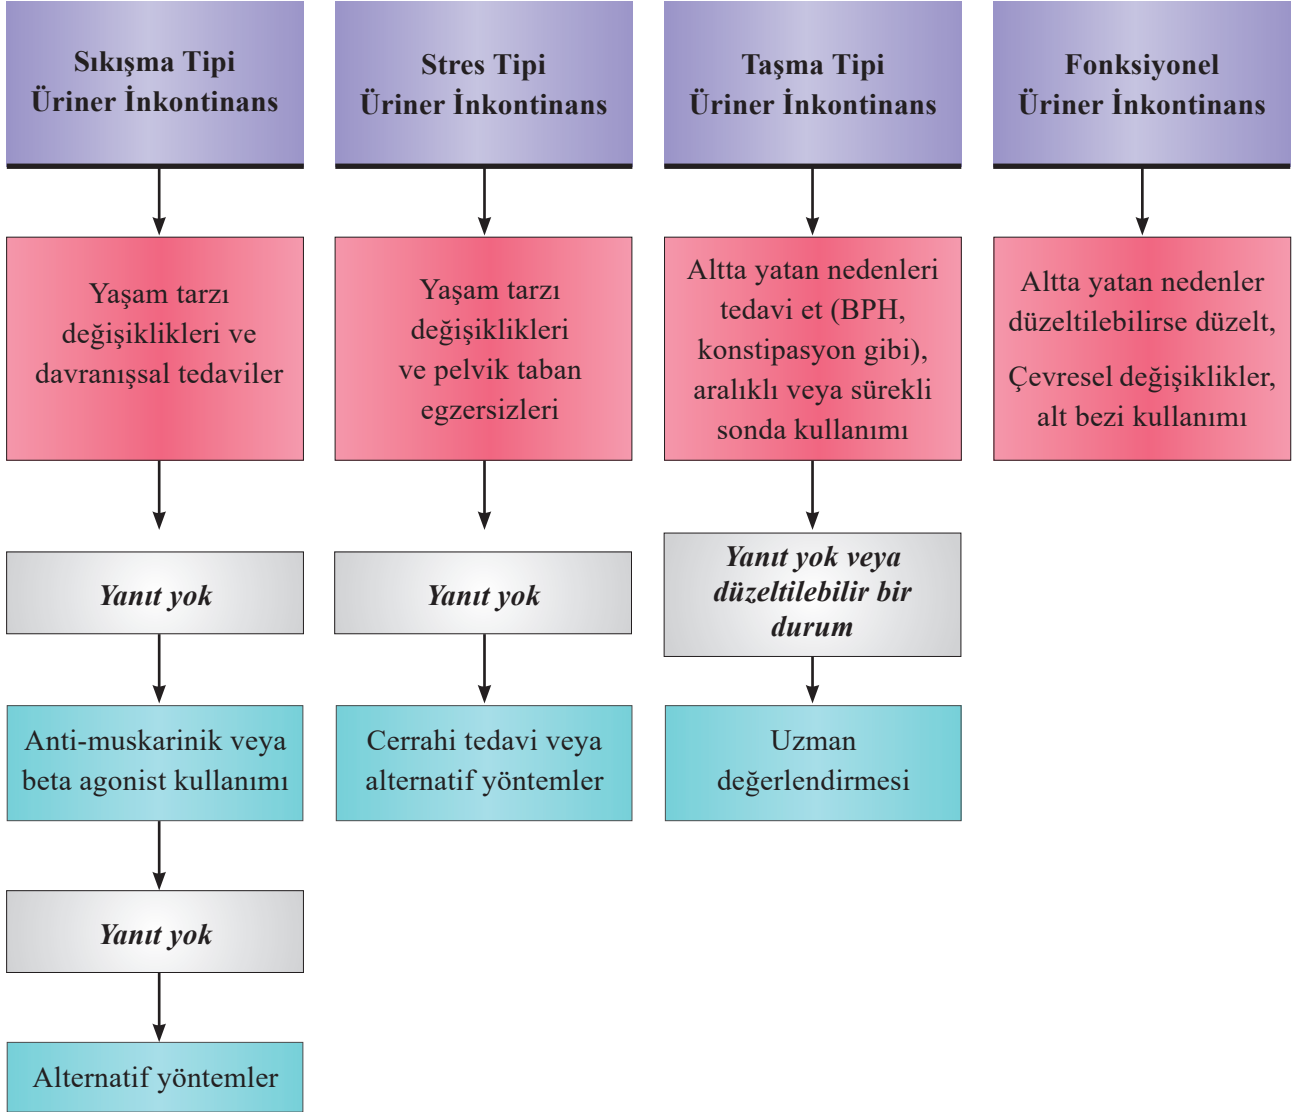 Sıkışma Tipi
Üriner İnkontinans
Stres Tipi
Üriner İnkontinans
Taşma Tipi
Üriner İnkontinans
Fonksiyonel
Üriner İnkontinans
Yaşam tarzı
değişiklikleri ve
davranışsal tedaviler
Yaşam tarzı
değişiklikleri
ve pelvik taban
egzersizleri
Altta yatan nedenleri
tedavi et (BPH,
konstipasyon gibi),
aralıklı veya sürekli
sonda kullanımı
Altta yatan nedenler
düzeltilebilirse düzelt,
Çevresel değişiklikler,
alt bezi kullanımı
Yanıt yok
Yanıt yok
Yanıt yok veya
düzeltilebilir bir
durum
Anti-muskarinik veya
beta agonist kullanımı
Cerrahi tedavi veya
alternatif yöntemler
Uzman
değerlendirmesi
Yanıt yok
Alternatif yöntemler